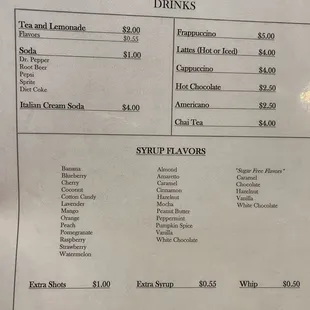 DRINKS
Tea and Lemonade $2.00
Flavors $0.55
Soda $1.00
Dr. Pepper
Root Beer
Pepsi
Sprite
Diet Coke
Italian Cream Soda $4.00
Frappuccino $5.00
Lattes (Hot or Iced) $4.00
Cappuccino $4.00
Hot Chocolate $2.50
Americano $2.50
Chai Tea $4.00
SYRUP FLAVORS
Banana
Blueberry
Cherry
Coconut
Cotton Candy
Lavender
Mango
Orange
Peach
Pomegranate
Raspberry
Strawberry
Watermelon
Almond
Amaretto
Caramel
Cinnamon
Hazelnut
Mocha
Peanut Butter
Peppermint
Pumpkin Spice
Vanilla
White Chocolate
"Sugar Free Flavors"
Caramel
Chocolate
Hazelnut
Vanilla
White Chocolate
Extra Shots $1.00
Extra Syrup $0.55
Whip $0.50